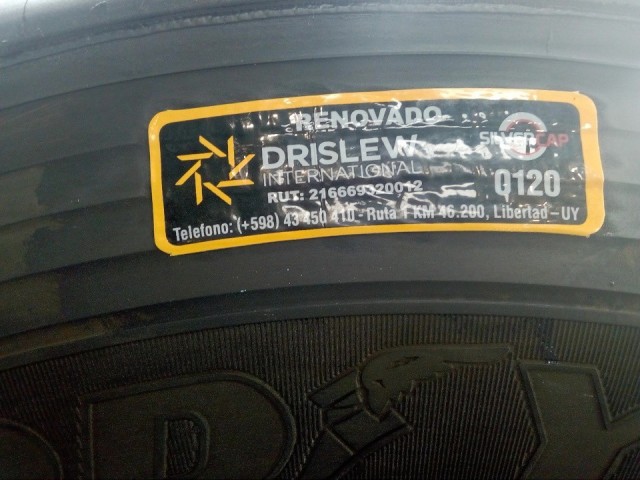 RENOVADO
DRISLEW
INTERNATIONAL
SILVER CAP
RUT: 216669320012
Q120
Telefono: (+598) 43 450 410 - Ruta 1 KM 46.200, Libertad - UY